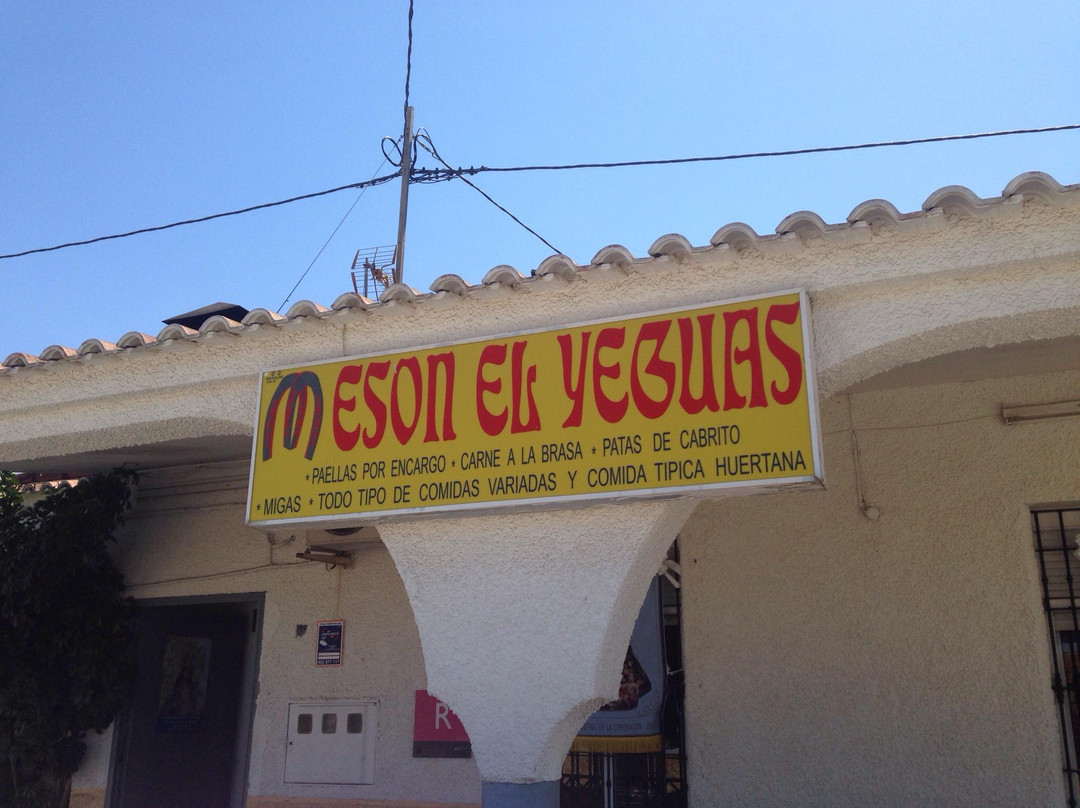 MESON EL YEGUAS
* PAELLAS POR ENCARGO * CARNE A LA BRASA * PATAS DE CABRITO
* MIGAS * TODO TIPO DE COMIDAS VARIADAS Y COMIDA TIPICA HUERTANA
R